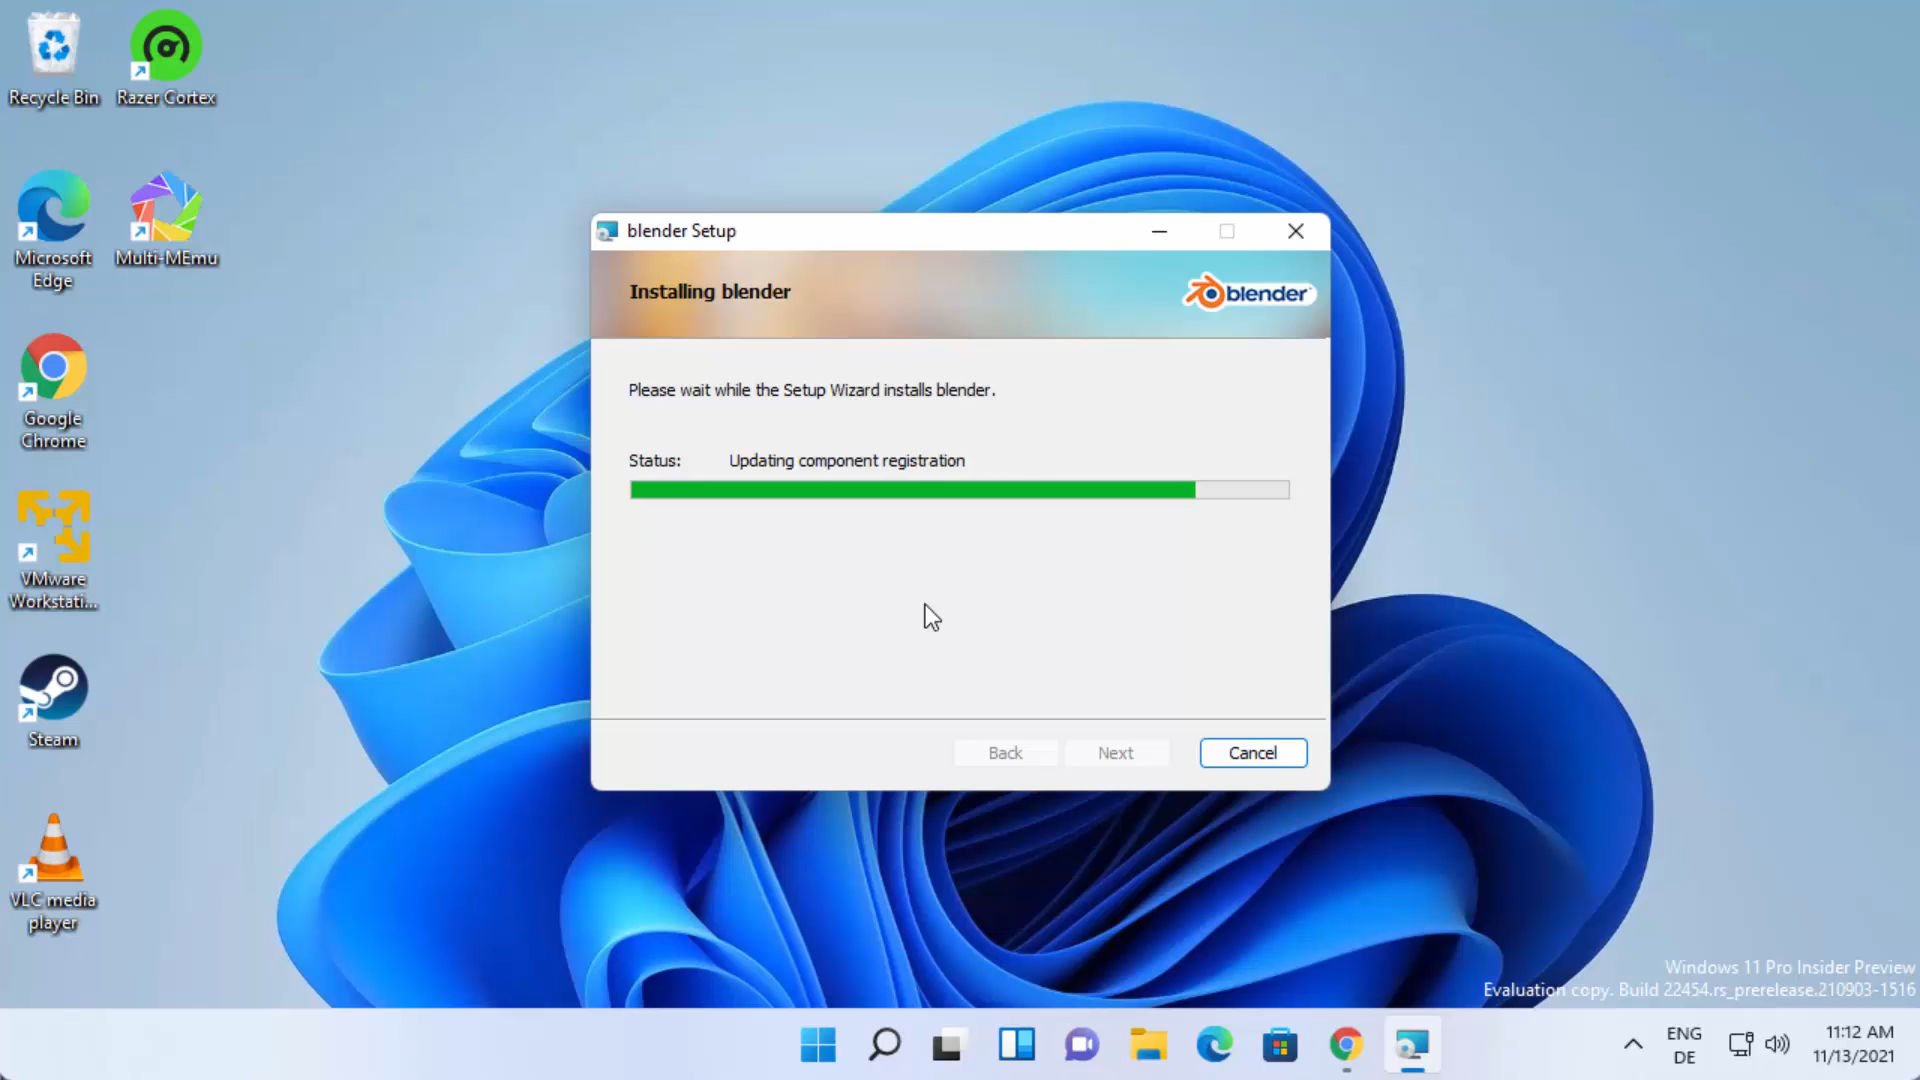 Recycle Bin
Razer Cortex
Microsoft
Edge
Multi-MEmu
Google
Chrome
VMware
Workstati...
Steam
VLC media
player
blender Setup
Installing blender
blender
Please wait while the Setup Wizard installs blender.
Status: Updating component registration
Back
Next
Cancel
Windows 11 Pro Insider Preview
Evaluation copy. Build 22454.rs_prerelease.210903-1516
ENG
DE
11:12 AM
11/13/2021